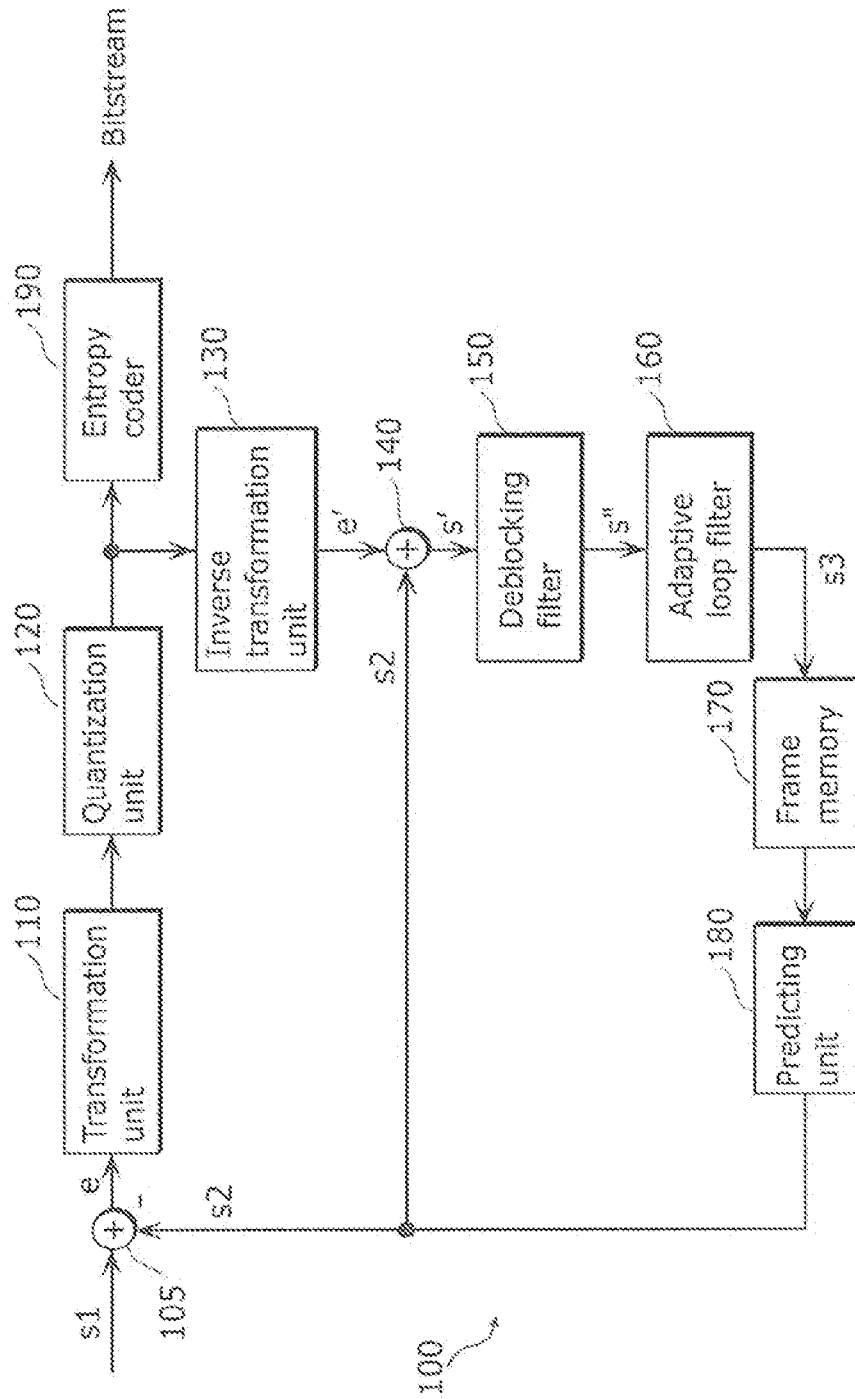 s1
105
e
-
s2
+
110
Transformation
unit
120
Quantization
unit
190
Entropy
coder
Bitstream
130
Inverse
transformation
unit
e'
s2
140
+
s'
150
Deblocking
filter
s"
160
Adaptive
loop filter
s3
170
Frame
memory
180
Predicting
unit
100